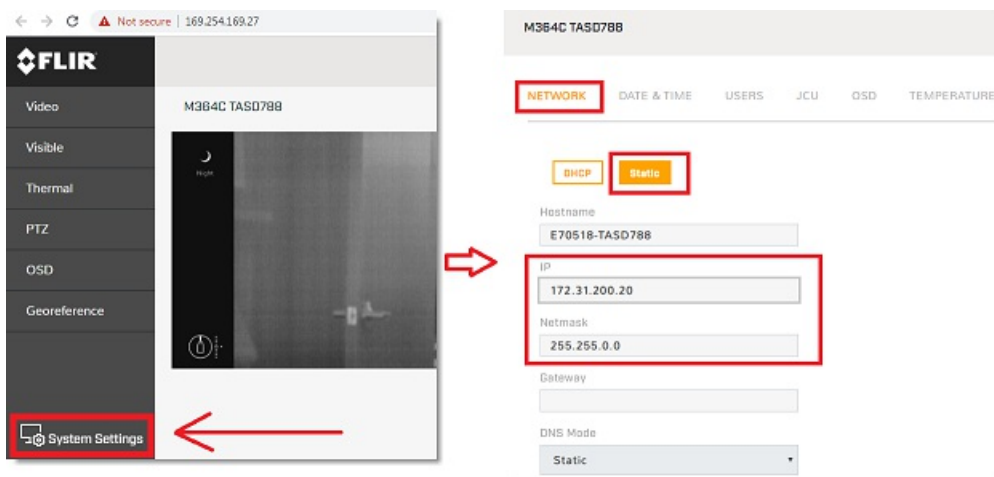 Not secure | 169.254.169.27
FLIR
Video
Visible
Thermal
PTZ
OSD
Georeference
System Settings
M364C TASD788
Night
M364C TASD788
NETWORK DATE & TIME USERS JCU OSD TEMPERATURE
DHCP Static
Hostname
E70518-TASD788
IP
172.31.200.20
Netmask
255.255.0.0
Gateway
DNS Mode
Static